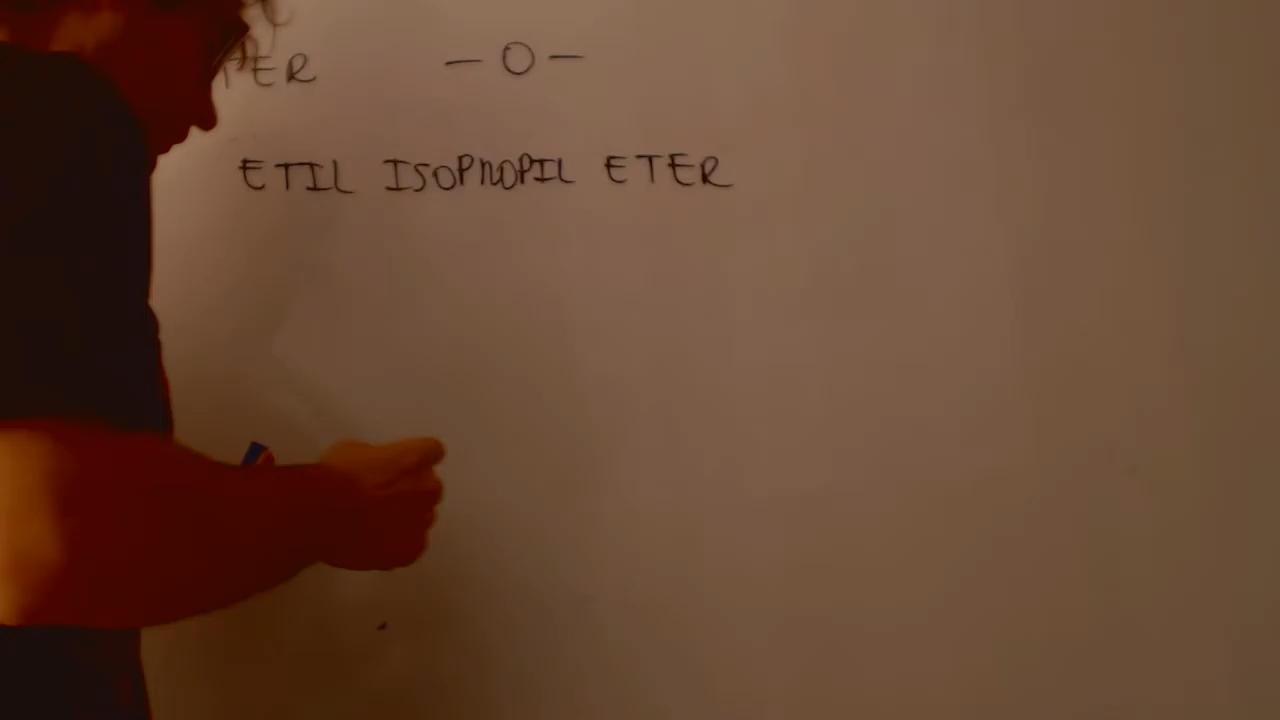 TER — O —
ETIL ISOPROPIL ETER